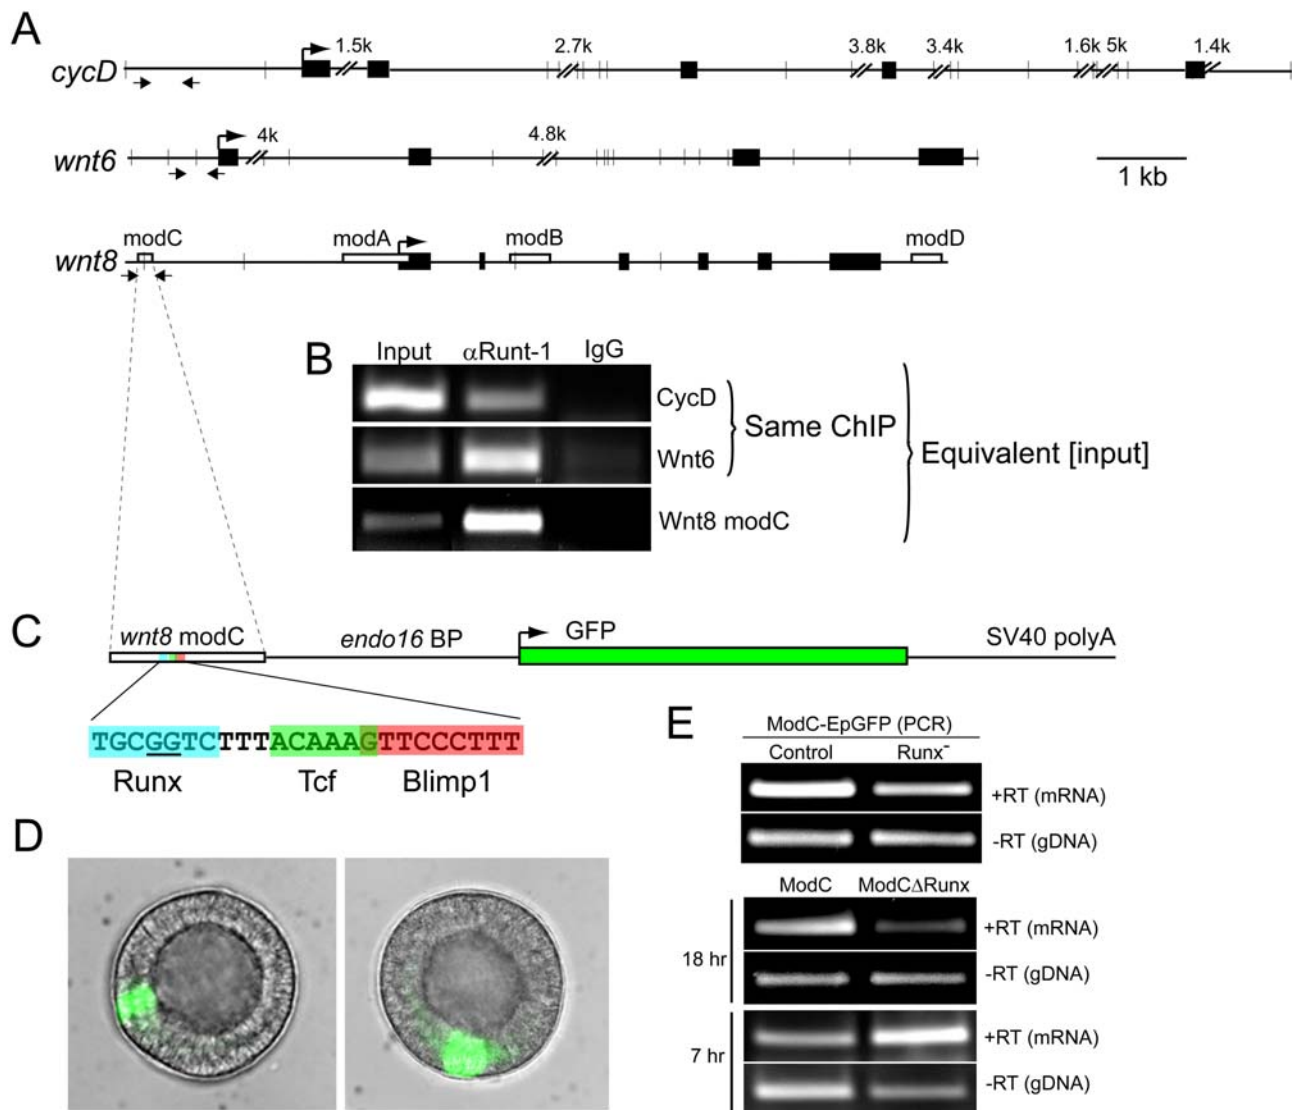 A
cycD
1.5k
2.7k
3.8k
3.4k
1.6k
5k
1.4k
wnt6
4k
4.8k
1 kb
wnt8
modC
modA
modB
modD
B
Input αRunt-1 IgG
CycD
Wnt6
Wnt8 modC
Same ChIP
Equivalent [input]
C
wnt8 modC
endo16 BP
GFP
SV40 polyA
TGCGGTCTTTACAAAGTTCCCTTT
Runx
Tcf
Blimp1
D
E
ModC-EpGFP (PCR)
Control Runx⁻
+RT (mRNA)
-RT (gDNA)
ModC ModCΔRunx
18 hr
+RT (mRNA)
-RT (gDNA)
7 hr
+RT (mRNA)
-RT (gDNA)